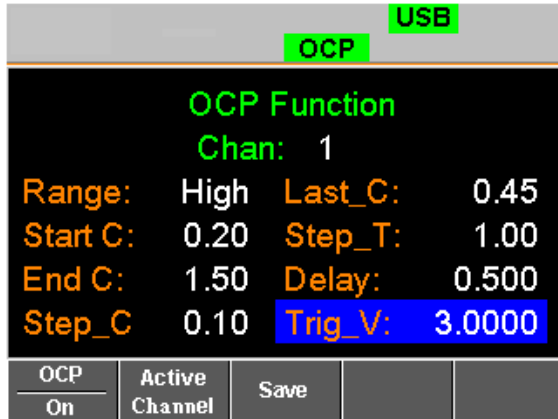 USB
OCP
OCP Function
Chan: 1
Range: High Last_C: 0.45
Start C: 0.20 Step_T: 1.00
End C: 1.50 Delay: 0.500
Step_C 0.10 Trig_V: 3.0000
OCP Active Save
On Channel